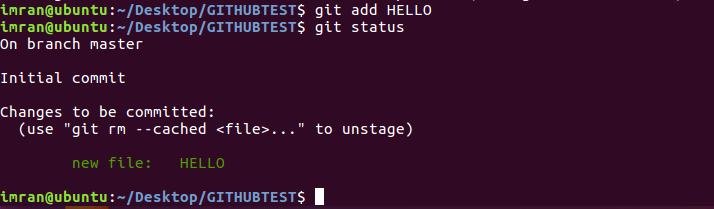 imran@ubuntu:~/Desktop/GITHUBTEST$ git add HELLO
imran@ubuntu:~/Desktop/GITHUBTEST$ git status
On branch master
Initial commit
Changes to be committed:
  (use "git rm --cached <file>..." to unstage)
        new file:   HELLO
imran@ubuntu:~/Desktop/GITHUBTEST$